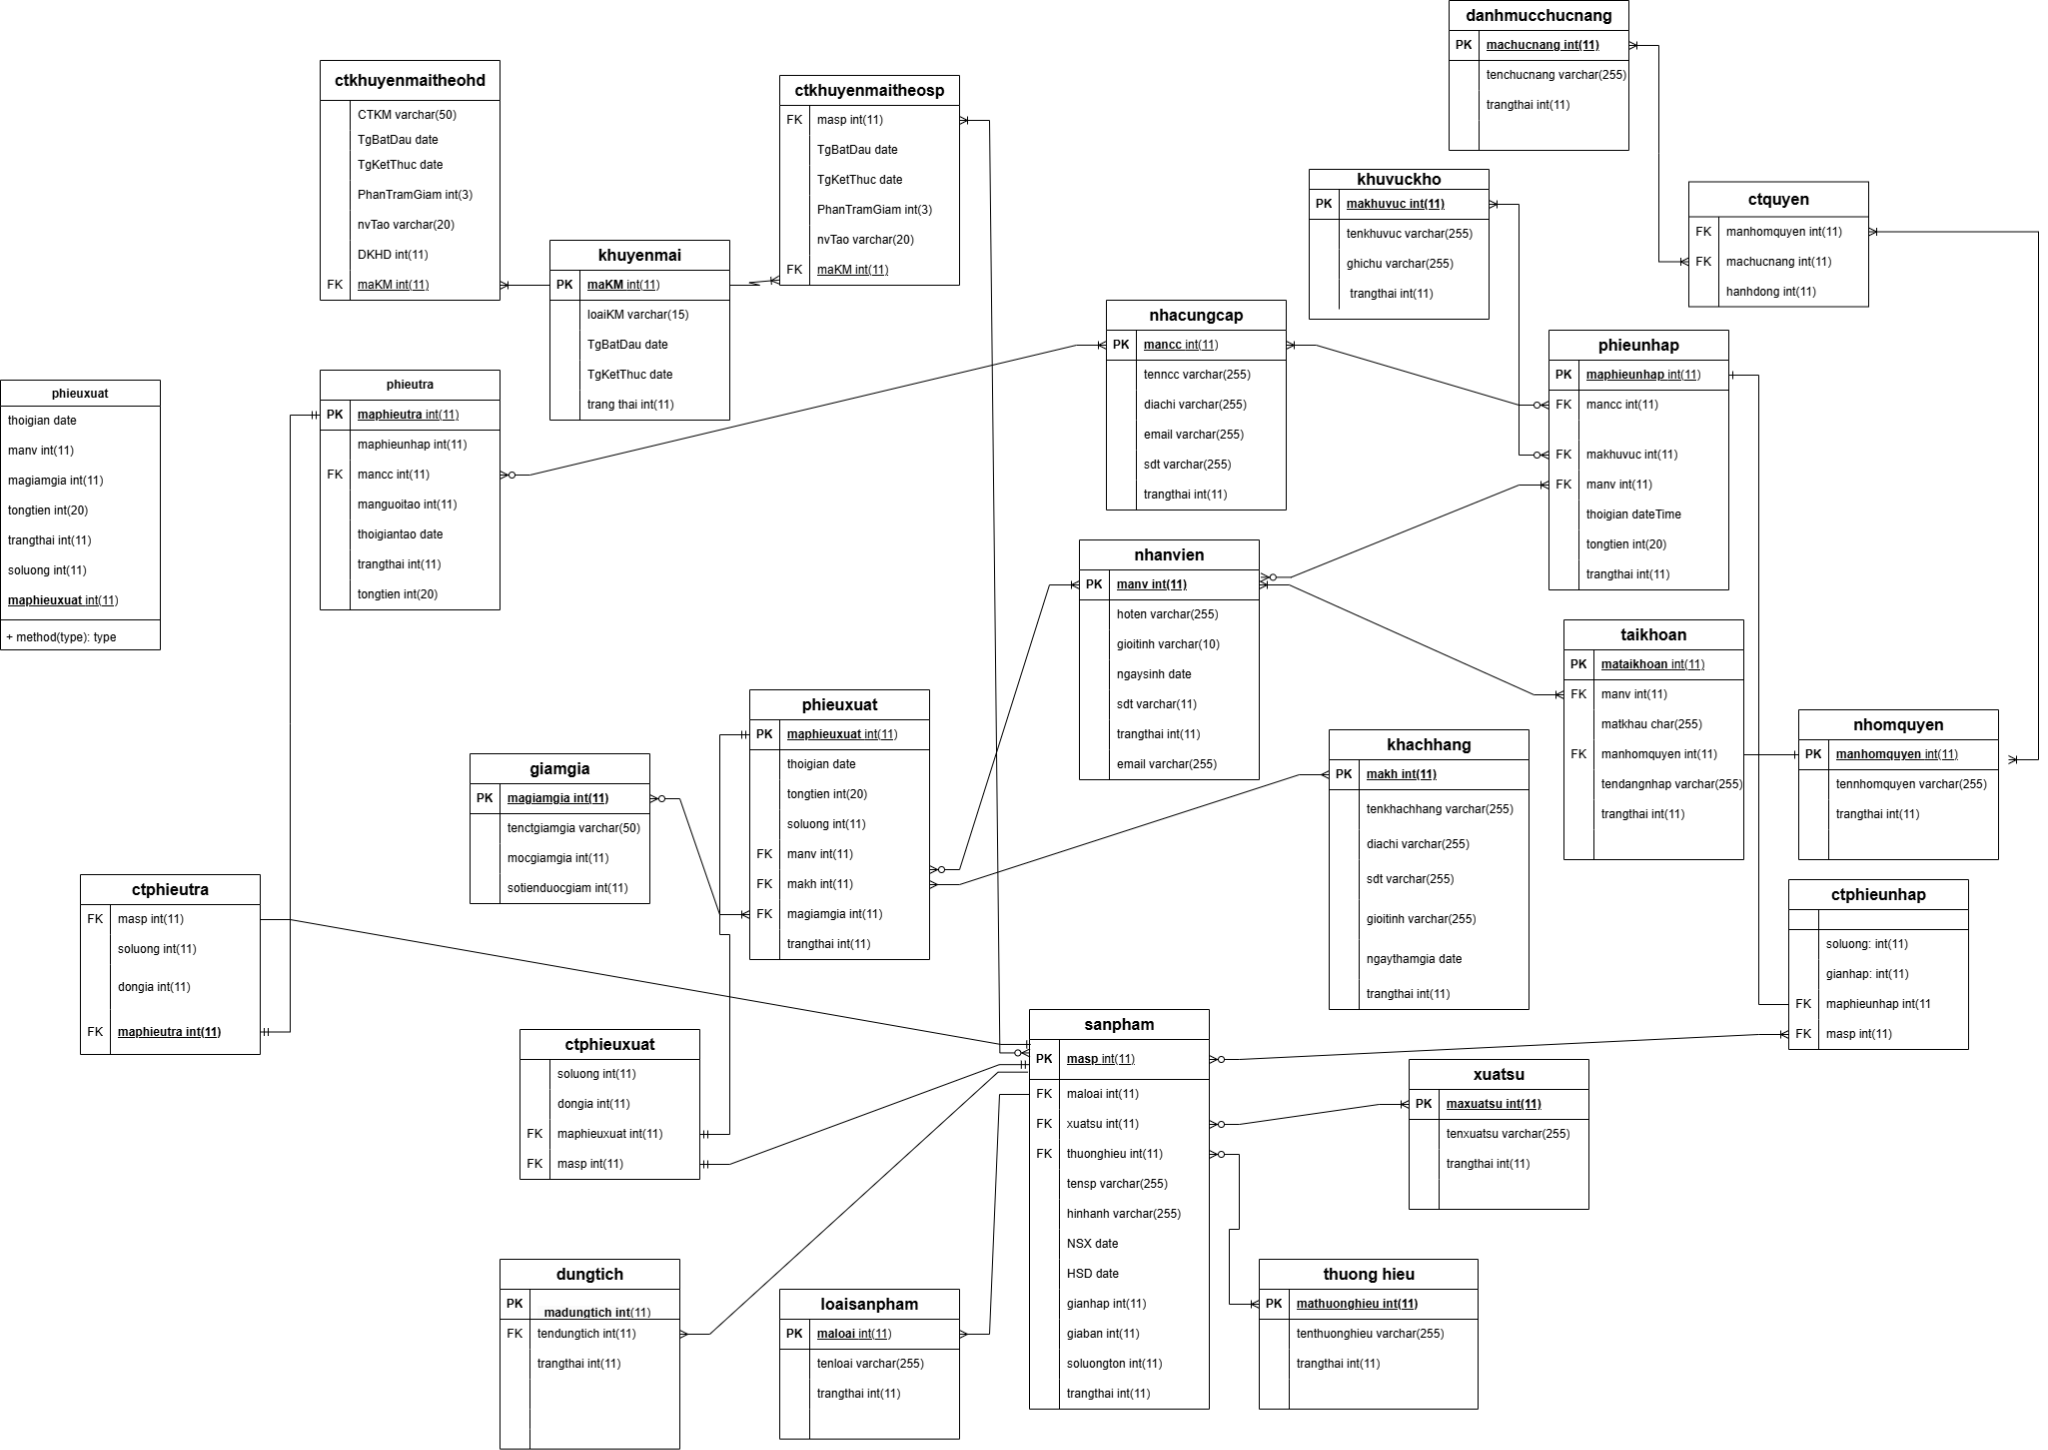 danhmucchucnang
PK machucnang int(11)
tenchucnang varchar(255)
trangthai int(11)
ctkhuyenmaitheohd
CTKM varchar(50)
TgBatDau date
TgKetThuc date
PhanTramGiam int(3)
nvTao varchar(20)
DKHD int(11)
FK maKM int(11)
ctkhuyenmaitheosp
FK masp int(11)
TgBatDau date
TgKetThuc date
PhanTramGiam int(3)
nvTao varchar(20)
FK maKM int(11)
khuvuckho
PK makhuvuc int(11)
tenkhuvuc varchar(255)
ghichu varchar(255)
trangthai int(11)
ctquyen
FK manhomquyen int(11)
FK machucnang int(11)
hanhdong int(11)
khuyenmai
PK maKM int(11)
loaiKM varchar(15)
TgBatDau date
TgKetThuc date
trang thai int(11)
nhacungcap
PK mancc int(11)
tenncc varchar(255)
diachi varchar(255)
email varchar(255)
sdt varchar(255)
trangthai int(11)
phieunhap
PK maphieunhap int(11)
FK mancc int(11)
FK makhuvuc int(11)
FK manv int(11)
thoigian dateTime
tongtien int(20)
trangthai int(11)
phieuxuat
thoigian date
manv int(11)
magiamgia int(11)
tongtien int(20)
trangthai int(11)
soluong int(11)
maphieuxuat int(11)
+ method(type): type
phieutra
PK maphieutra int(11)
maphieunhap int(11)
FK mancc int(11)
manguoitao int(11)
thoigiantao date
trangthai int(11)
tongtien int(20)
nhanvien
PK manv int(11)
hoten varchar(255)
gioitinh varchar(10)
ngaysinh date
sdt varchar(11)
trangthai int(11)
email varchar(255)
taikhoan
PK mataikhoan int(11)
FK manv int(11)
matkhau char(255)
FK manhomquyen int(11)
tendangnhap varchar(255)
trangthai int(11)
nhomquyen
PK manhomquyen int(11)
tennhomquyen varchar(255)
trangthai int(11)
phieuxuat
PK maphieuxuat int(11)
thoigian date
tongtien int(20)
soluong int(11)
FK manv int(11)
FK makh int(11)
FK magiamgia int(11)
trangthai int(11)
giamgia
PK magiamgia int(11)
tenctgiamgia varchar(50)
mocgiamgia int(11)
sotienduocgiam int(11)
khachhang
PK makh int(11)
tenkhachhang varchar(255)
diachi varchar(255)
sdt varchar(255)
gioitinh varchar(255)
ngaythamgia date
trangthai int(11)
ctphieutra
FK masp int(11)
soluong int(11)
dongia int(11)
FK maphieutra int(11)
ctphieunhap
soluong: int(11)
gianhap: int(11)
FK maphieunhap int(11
FK masp int(11)
ctphieuxuat
soluong int(11)
dongia int(11)
FK maphieuxuat int(11)
FK masp int(11)
sanpham
PK masp int(11)
FK maloai int(11)
FK xuatsu int(11)
FK thuonghieu int(11)
tensp varchar(255)
hinhanh varchar(255)
NSX date
HSD date
gianhap int(11)
giaban int(11)
soluongton int(11)
trangthai int(11)
xuatsu
PK maxuatsu int(11)
tenxuatsu varchar(255)
trangthai int(11)
dungtich
PK madungtich int(11)
FK tendungtich int(11)
trangthai int(11)
loaisanpham
PK maloai int(11)
tenloai varchar(255)
trangthai int(11)
thuong hieu
PK mathuonghieu int(11)
tenthuonghieu varchar(255)
trangthai int(11)